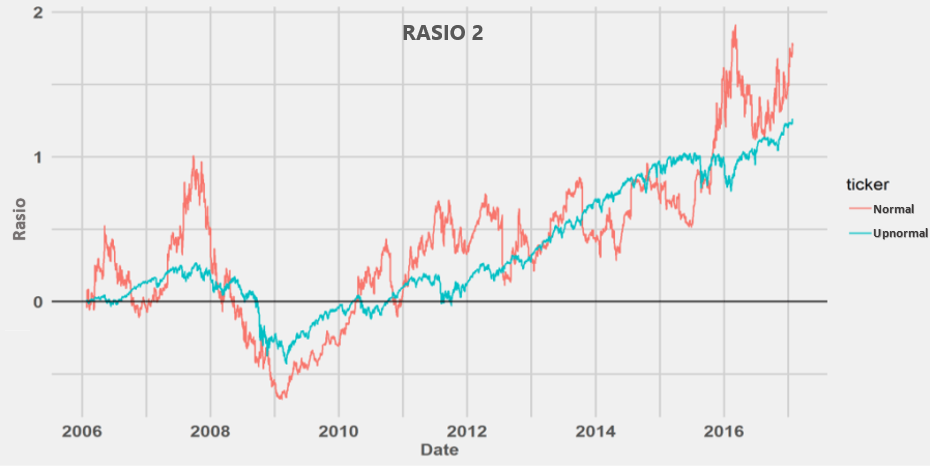 RASIO 2
2
1
0
Rasio
2006 2008 2010 2012 2014 2016
Date
ticker
Normal
Upnormal